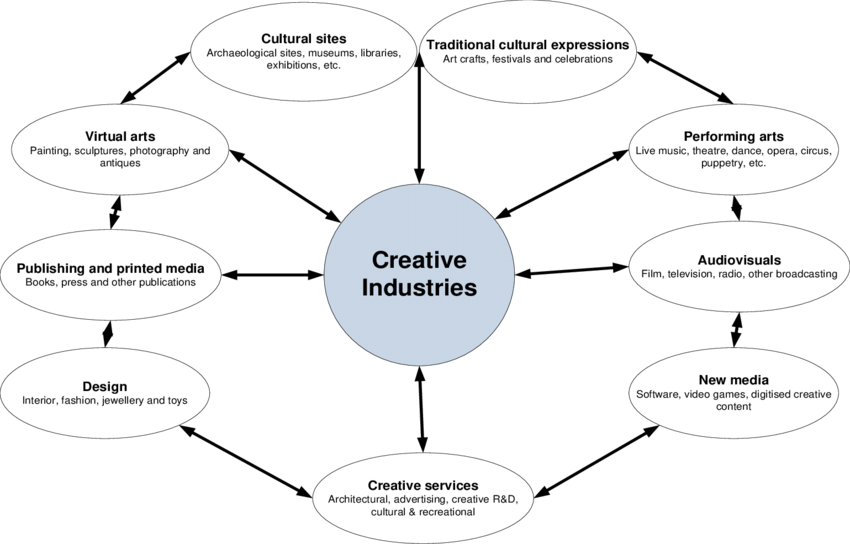 Cultural sites
Archaeological sites, museums, libraries,
exhibitions, etc.
Traditional cultural expressions
Art crafts, festivals and celebrations
Virtual arts
Painting, sculptures, photography and
antiques
Performing arts
Live music, theatre, dance, opera, circus,
puppetry, etc.
Creative
Industries
Publishing and printed media
Books, press and other publications
Audiovisuals
Film, television, radio, other broadcasting
Design
Interior, fashion, jewellery and toys
New media
Software, video games, digitised creative
content
Creative services
Architectural, advertising, creative R&D,
cultural & recreational